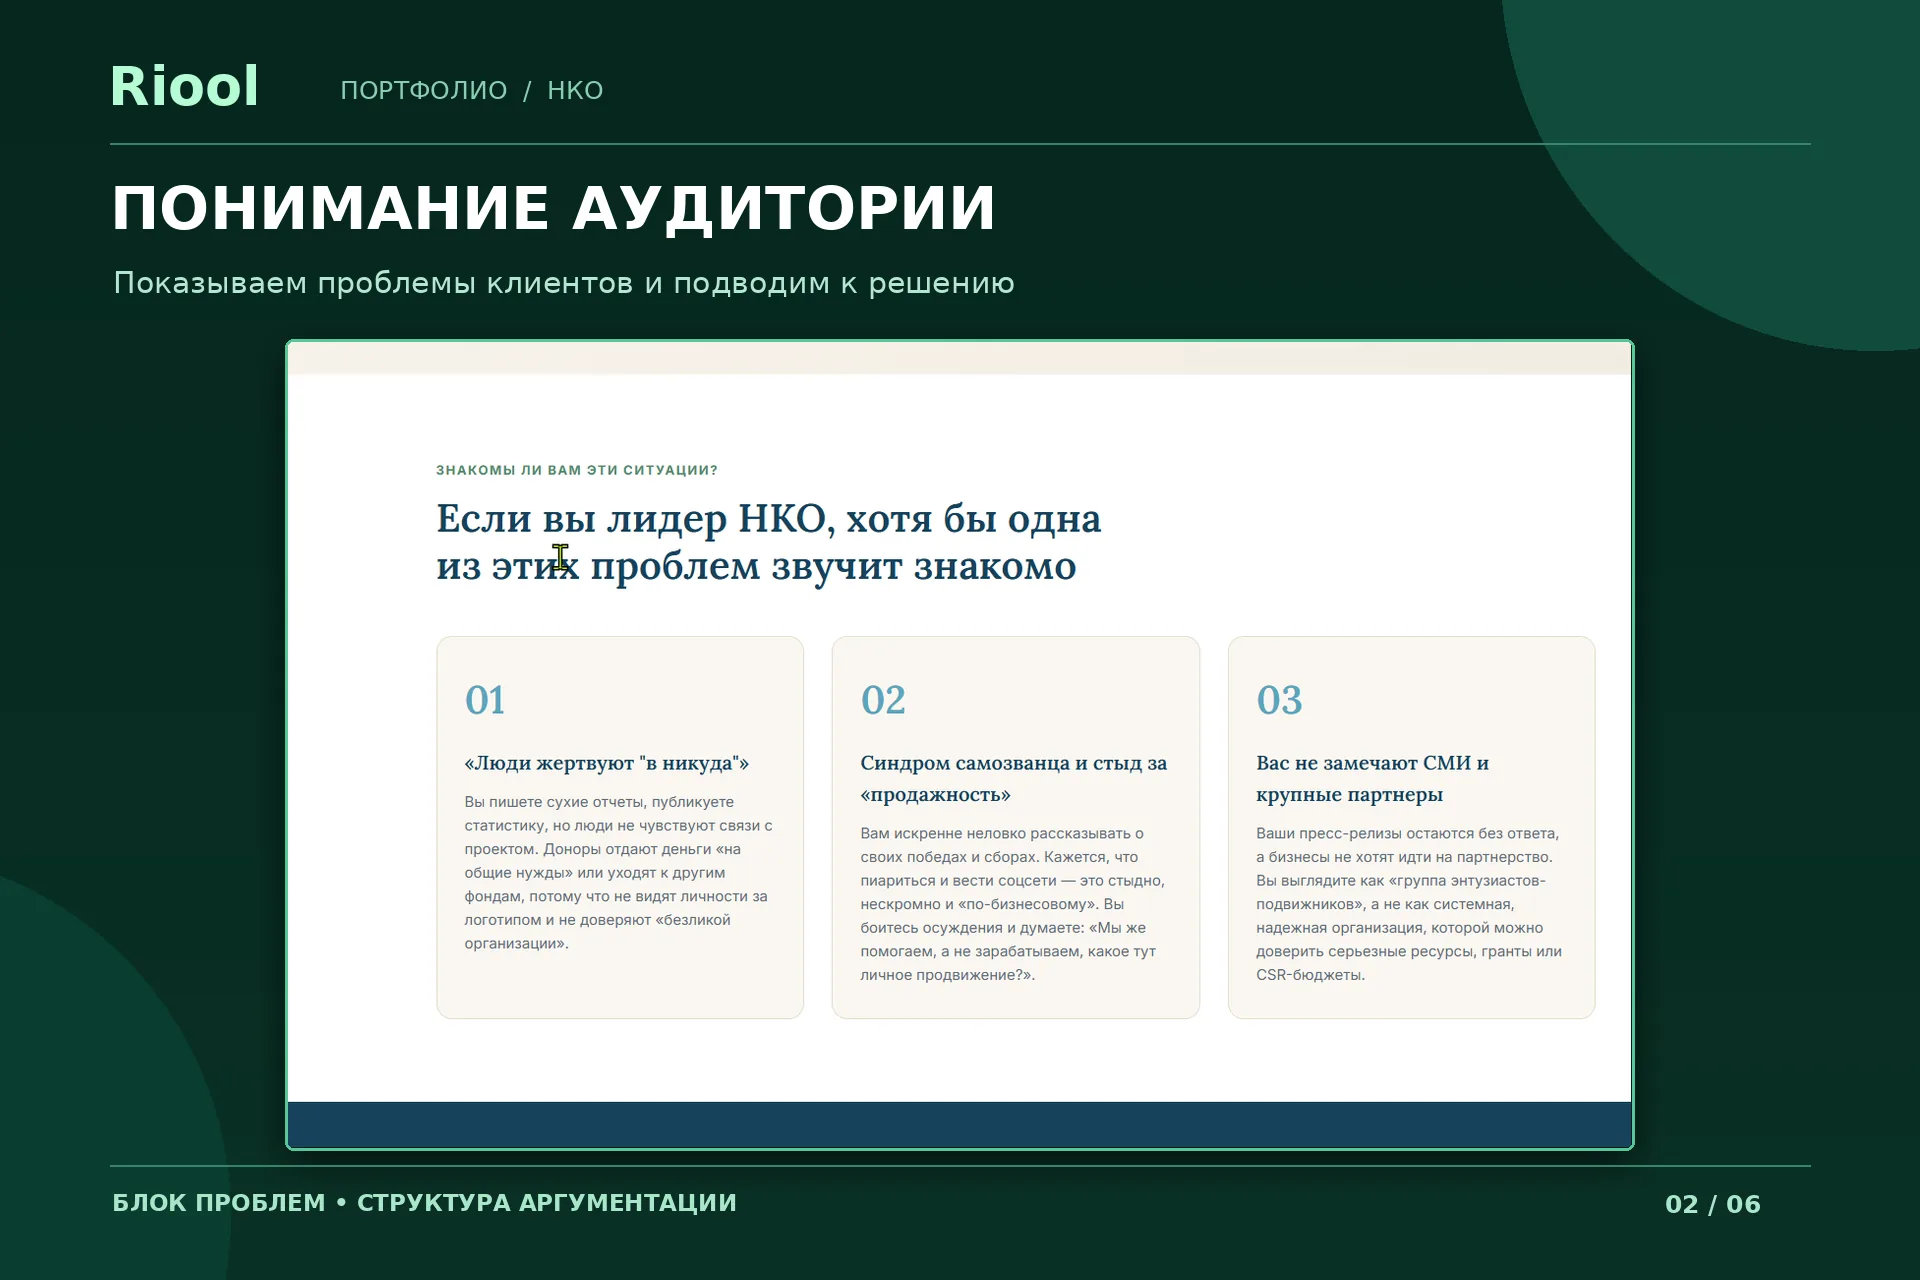 Riool
ПОРТФОЛИО / НКО
ПОНИМАНИЕ АУДИТОРИИ
Показываем проблемы клиентов и подводим к решению
ЗНАКОМЫ ЛИ ВАМ ЭТИ СИТУАЦИИ?
Если вы лидер НКО, хотя бы одна
из этих проблем звучит знакомо
01
«Люди жертвуют "в никуда"»
Вы пишете сухие отчеты, публикуете
статистику, но люди не чувствуют связи с
проектом. Доноры отдают деньги «на
общие нужды» или уходят к другим
фондам, потому что не видят личности за
логотипом и не доверяют «безликой
организации».
02
Синдром самозванца и стыд за
«продажность»
Вам искренне неловко рассказывать о
своих победах и сборах. Кажется, что
пиариться и вести соцсети — это стыдно,
нескромно и «по-бизнесовому». Вы
боитесь осуждения и думаете: «Мы же
помогаем, а не зарабатываем, какое тут
личное продвижение?».
03
Вас не замечают СМИ и
крупные партнеры
Ваши пресс-релизы остаются без ответа,
а бизнесы не хотят идти на партнерство.
Вы выглядите как «группа энтузиастов-
подвижников», а не как системная,
надежная организация, которой можно
доверить серьезные ресурсы, гранты или
CSR-бюджеты.
БЛОК ПРОБЛЕМ • СТРУКТУРА АРГУМЕНТАЦИИ
02 / 06